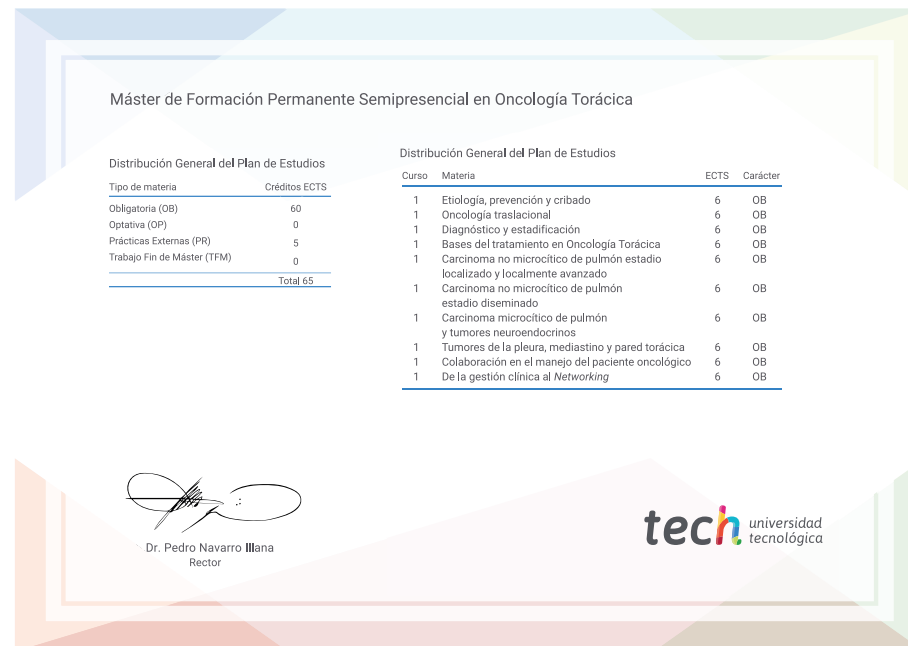 Máster de Formación Permanente Semipresencial en Oncología Torácica
Distribución General del Plan de Estudios
Tipo de materia Créditos ECTS
Obligatoria (OB) 60
Optativa (OP) 0
Prácticas Externas (PR) 5
Trabajo Fin de Máster (TFM) 0
Total 65
Distribución General del Plan de Estudios
Curso Materia ECTS Carácter
1 Etiología, prevención y cribado 6 OB
1 Oncología traslacional 6 OB
1 Diagnóstico y estadificación 6 OB
1 Bases del tratamiento en Oncología Torácica 6 OB
1 Carcinoma no microcítico de pulmón estadio 6 OB
localizado y localmente avanzado
1 Carcinoma no microcítico de pulmón 6 OB
estadio diseminado
1 Carcinoma microcítico de pulmón 6 OB
y tumores neuroendocrinos
1 Tumores de la pleura, mediastino y pared torácica 6 OB
1 Colaboración en el manejo del paciente oncológico 6 OB
1 De la gestión clínica al Networking 6 OB
Dr. Pedro Navarro Illana
Rector
tech universidad
tecnológica